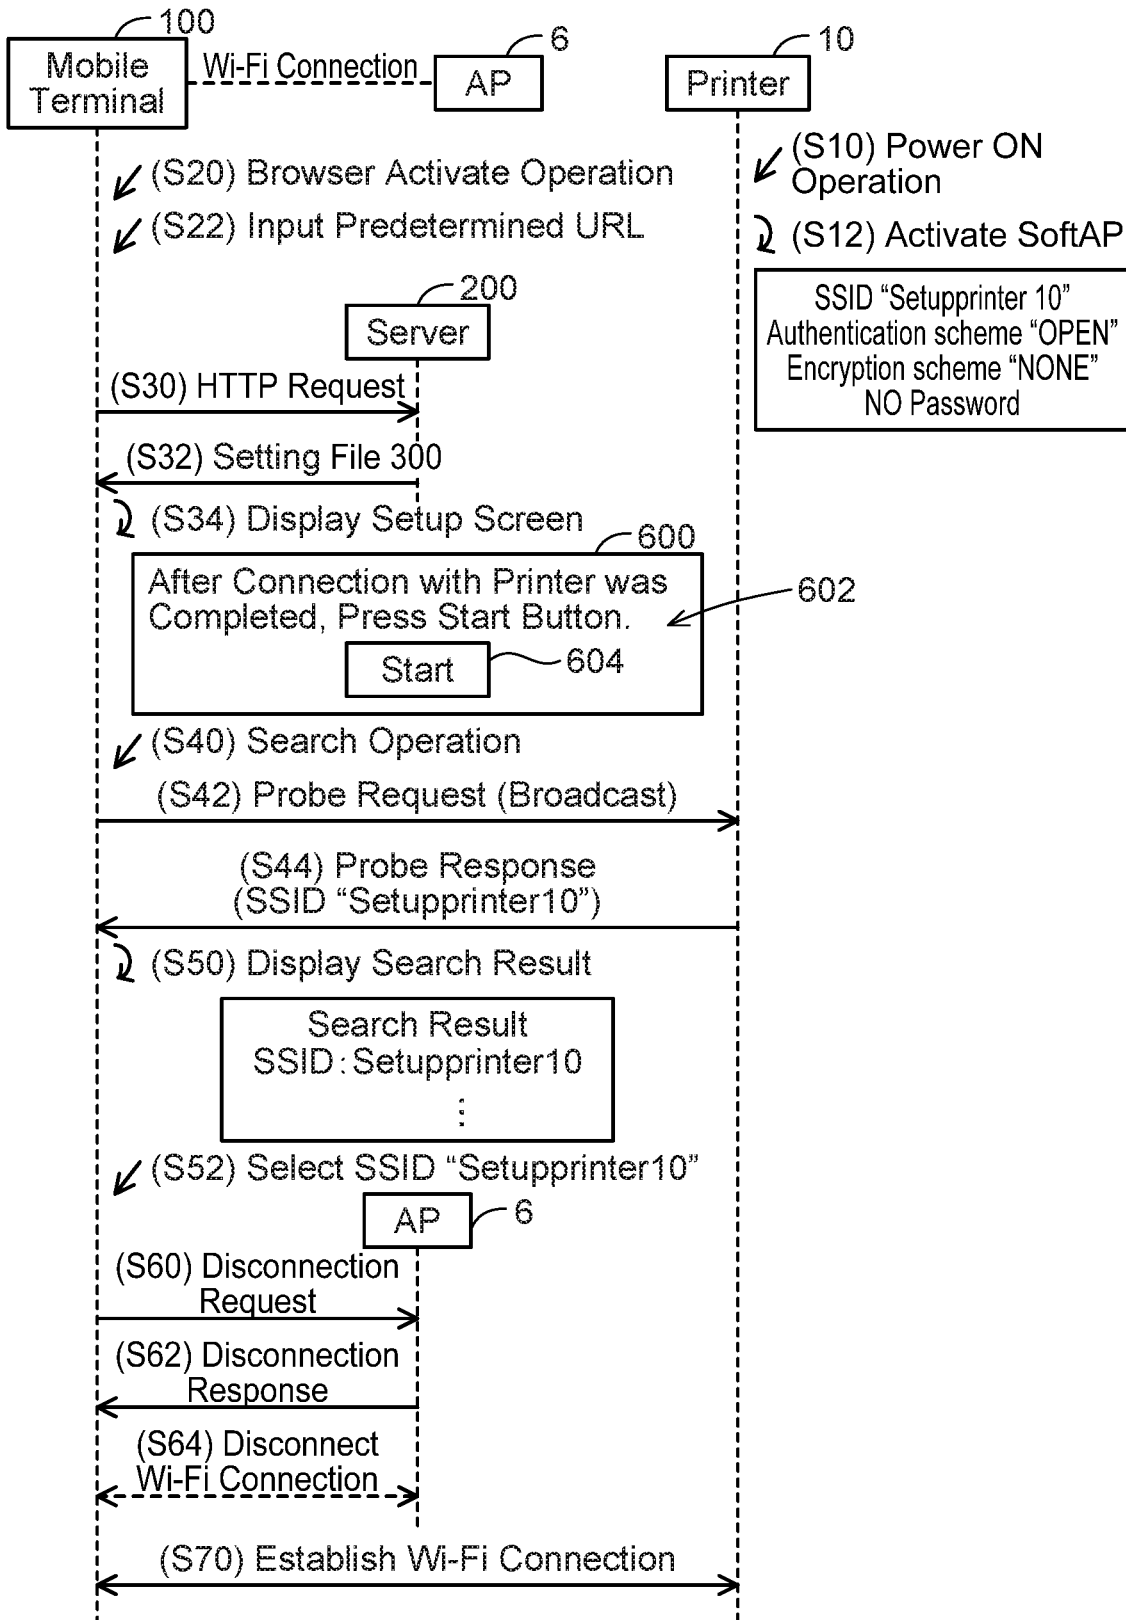 100
6
10
Mobile
Terminal
Wi-Fi Connection
AP
Printer
(S10) Power ON
Operation
(S20) Browser Activate Operation
(S22) Input Predetermined URL
(S12) Activate SoftAP
SSID “Setupprinter 10”
Authentication scheme “OPEN”
Encryption scheme “NONE”
NO Password
200
Server
(S30) HTTP Request
(S32) Setting File 300
(S34) Display Setup Screen
600
After Connection with Printer was
Completed, Press Start Button.
602
Start
604
(S40) Search Operation
(S42) Probe Request (Broadcast)
(S44) Probe Response
(SSID “Setupprinter10”)
(S50) Display Search Result
Search Result
SSID : Setupprinter10
⋮
(S52) Select SSID “Setupprinter10”
AP
6
(S60) Disconnection
Request
(S62) Disconnection
Response
(S64) Disconnect
Wi-Fi Connection
(S70) Establish Wi-Fi Connection